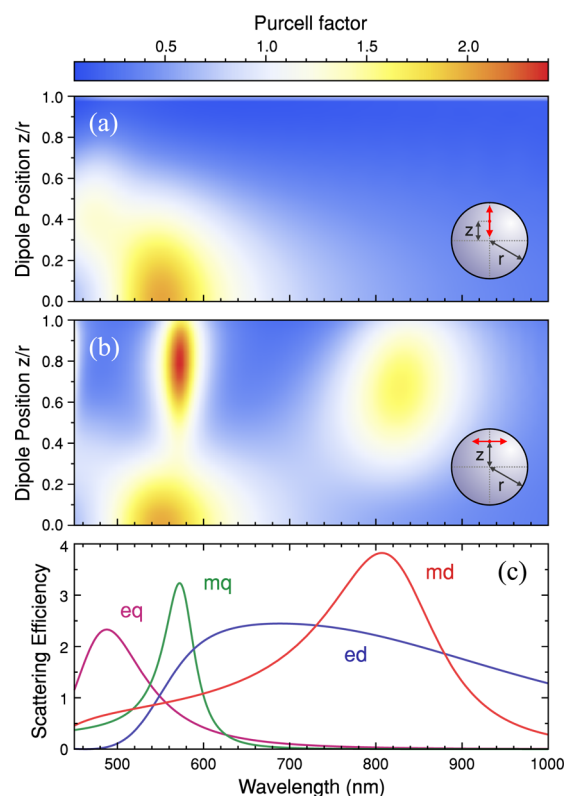 Purcell factor
0.5 1.0 1.5 2.0
(a)
Dipole Position z/r
1.0
0.8
0.6
0.4
0.2
0.0
z
r
(b)
Dipole Position z/r
1.0
0.8
0.6
0.4
0.2
0.0
z
r
(c)
Scattering Efficiency
4
3
2
1
0
eq
mq
ed
md
500 600 700 800 900 1000
Wavelength (nm)